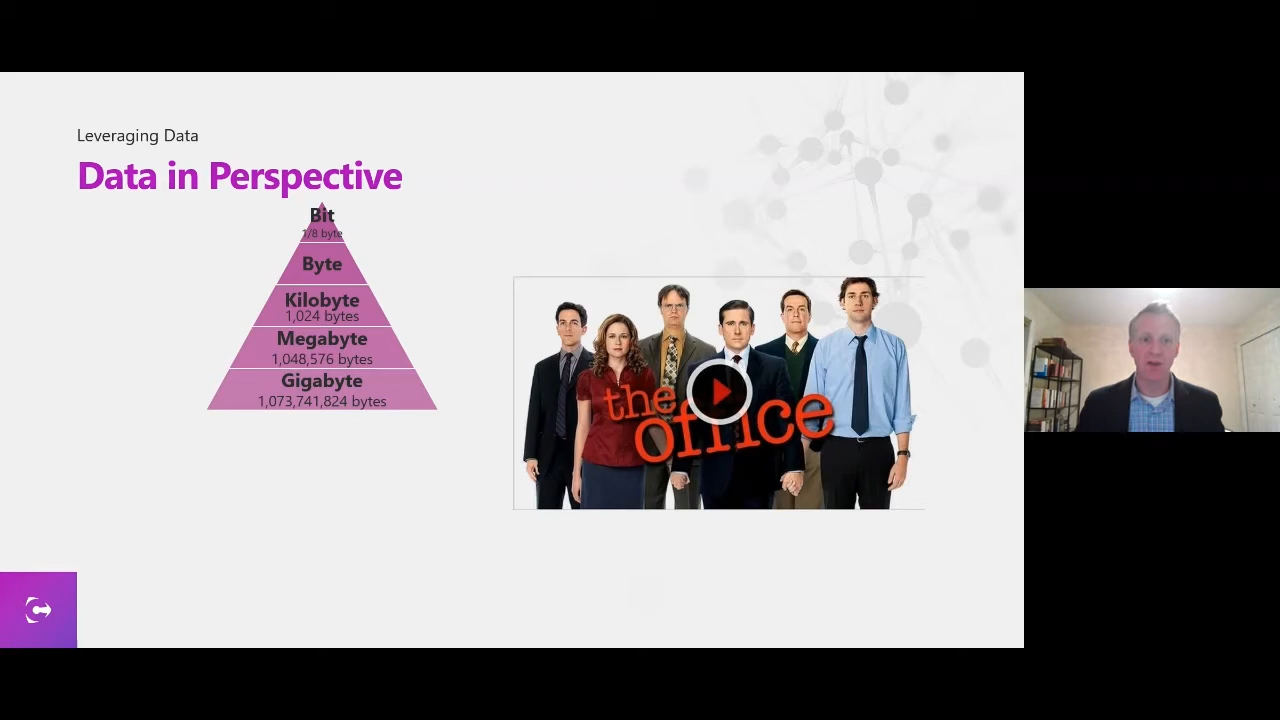 Leveraging Data
Data in Perspective
Bit
1/8 byte
Byte
Kilobyte
1,024 bytes
Megabyte
1,048,576 bytes
Gigabyte
1,073,741,824 bytes
the
office